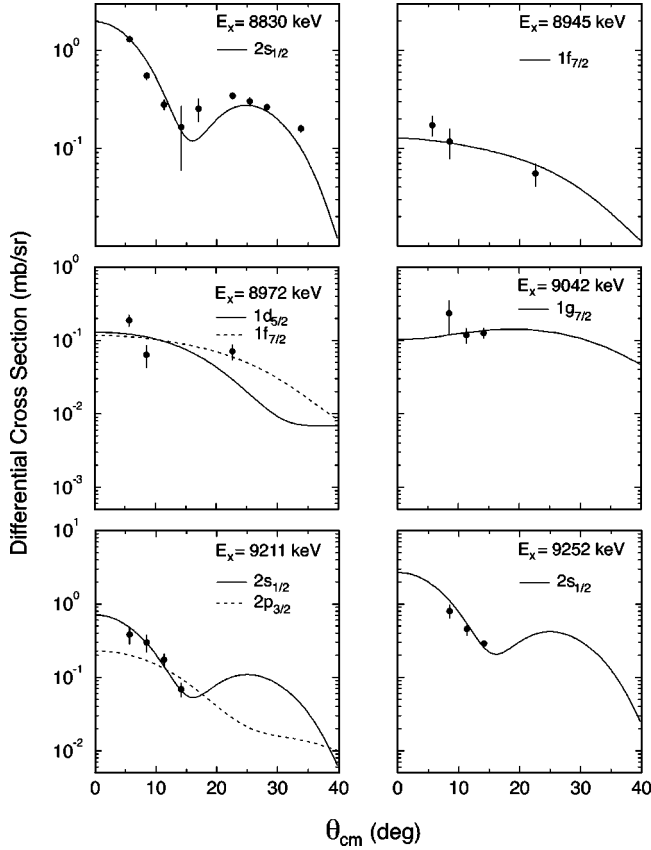 Differential Cross Section (mb/sr)
10^0
10^-1
E_x = 8830 keV
2s_1/2
E_x = 8945 keV
1f_7/2
10^0
10^-1
10^-2
10^-3
E_x = 8972 keV
1d_5/2
1f_7/2
E_x = 9042 keV
1g_7/2
10^1
10^0
10^-1
10^-2
E_x = 9211 keV
2s_1/2
2p_3/2
E_x = 9252 keV
2s_1/2
0 10 20 30 40
0 10 20 30 40
θ_cm (deg)